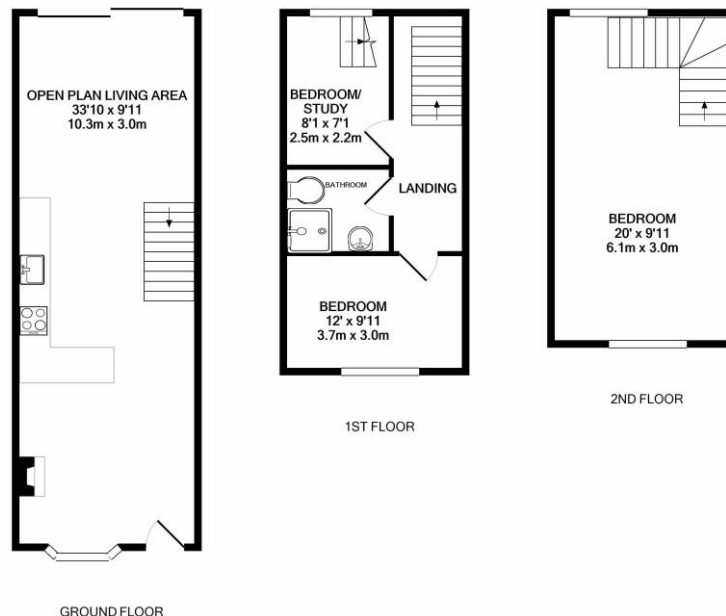 OPEN PLAN LIVING AREA
33'10 x 9'11
10.3m x 3.0m
GROUND FLOOR
BEDROOM/
STUDY
8'1 x 7'1
2.5m x 2.2m
BATHROOM
LANDING
BEDROOM
12' x 9'11
3.7m x 3.0m
1ST FLOOR
BEDROOM
20' x 9'11
6.1m x 3.0m
2ND FLOOR